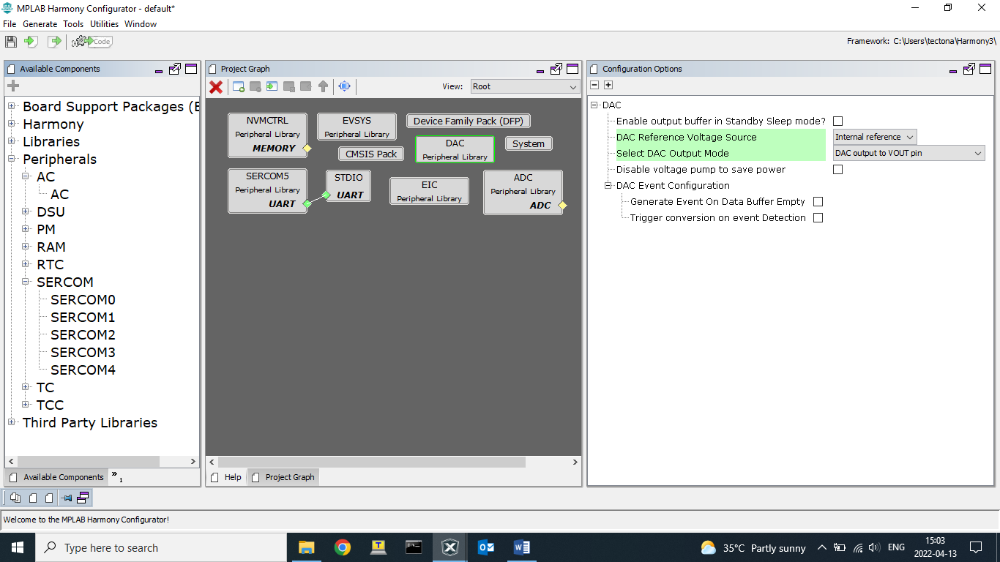 MPLAB Harmony Configurator - default*
File Generate Tools Utilities Window
Code
Framework: C:\Users\tectona\Harmony3\
Available Components
Board Support Packages (B
Harmony
Libraries
Peripherals
AC
AC
DSU
PM
RAM
RTC
SERCOM
SERCOM0
SERCOM1
SERCOM2
SERCOM3
SERCOM4
TC
TCC
Third Party Libraries
Available Components
1
Project Graph
View: Root
NVMCTRL
Peripheral Library
MEMORY
EVSYS
Peripheral Library
Device Family Pack (DFP)
CMSIS Pack
DAC
Peripheral Library
System
SERCOM5
Peripheral Library
UART
STDIO
UART
EIC
Peripheral Library
ADC
Peripheral Library
ADC
Help
Project Graph
Configuration Options
DAC
Enable output buffer in Standby Sleep mode?
DAC Reference Voltage Source Internal reference
Select DAC Output Mode DAC output to VOUT pin
Disable voltage pump to save power
DAC Event Configuration
Generate Event On Data Buffer Empty
Trigger conversion on event Detection
Welcome to the MPLAB Harmony Configurator!
Type here to search
35°C Partly sunny
ENG
15:03
2022-04-13